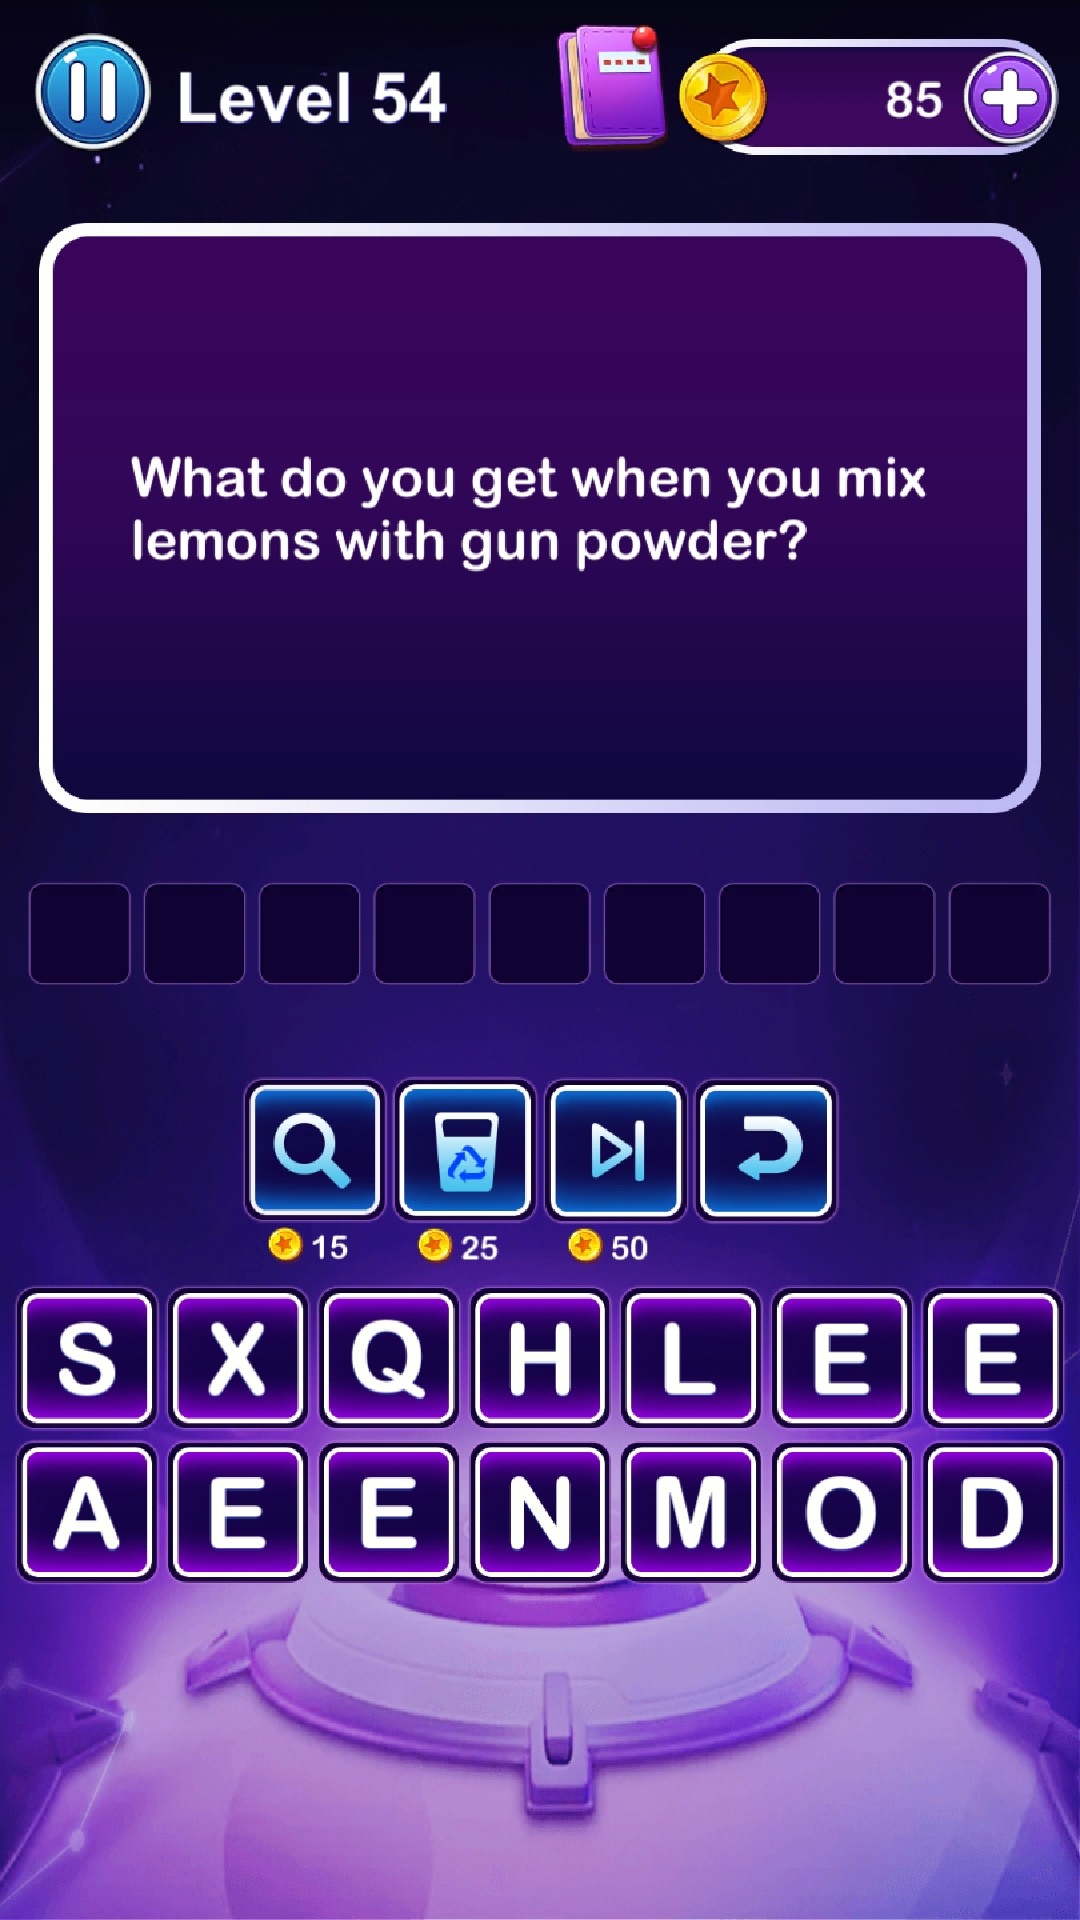 Level 54
85
What do you get when you mix
lemons with gun powder?
15 25 50
S X Q H L E E
A E E N M O D